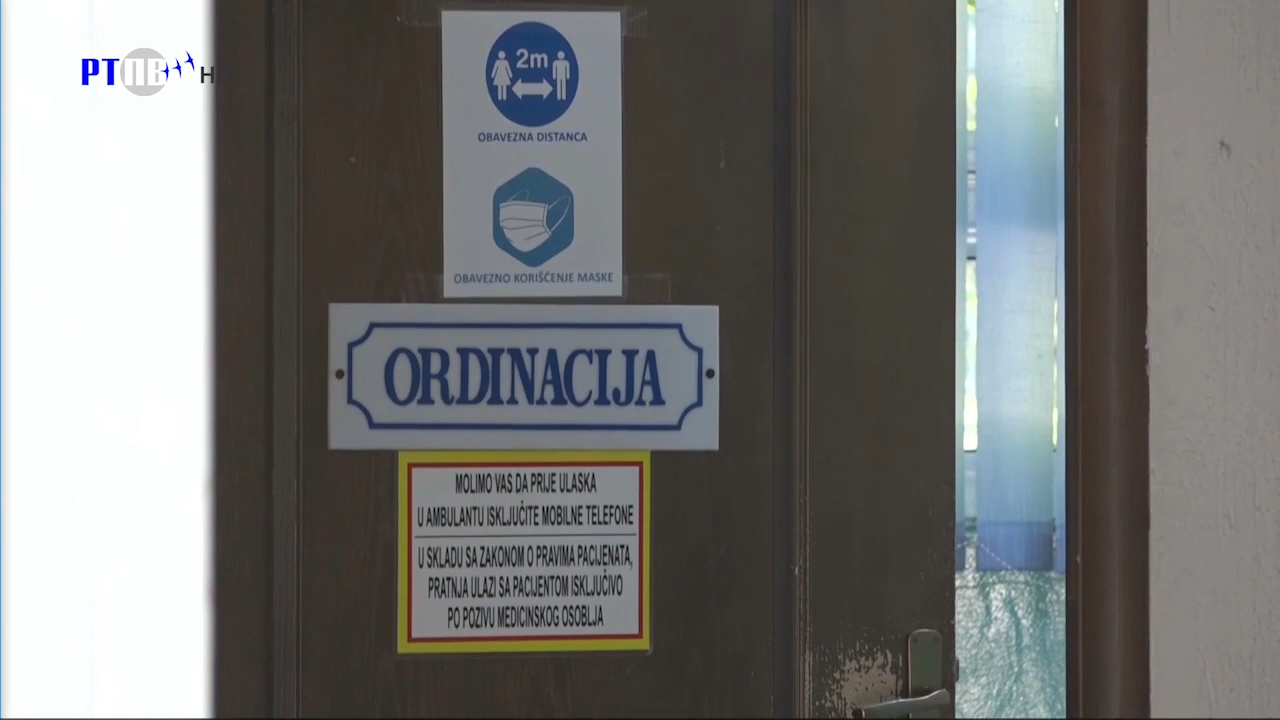 РТПВ Н
2m
OBAVEZNA DISTANCA
OBAVEZNO KORIŠĆENJE MASKE
ORDINACIJA
MOLIMO VAS DA PRIJE ULASKA
U AMBULANTU ISKLJUČITE MOBILNE TELEFONE
U SKLADU SA ZAKONOM O PRAVIMA PACIJENATA,
PRATNJA ULAZI SA PACIJENTOM ISKLJUČIVO
PO POZIVU MEDICINSKOG OSOBLJA